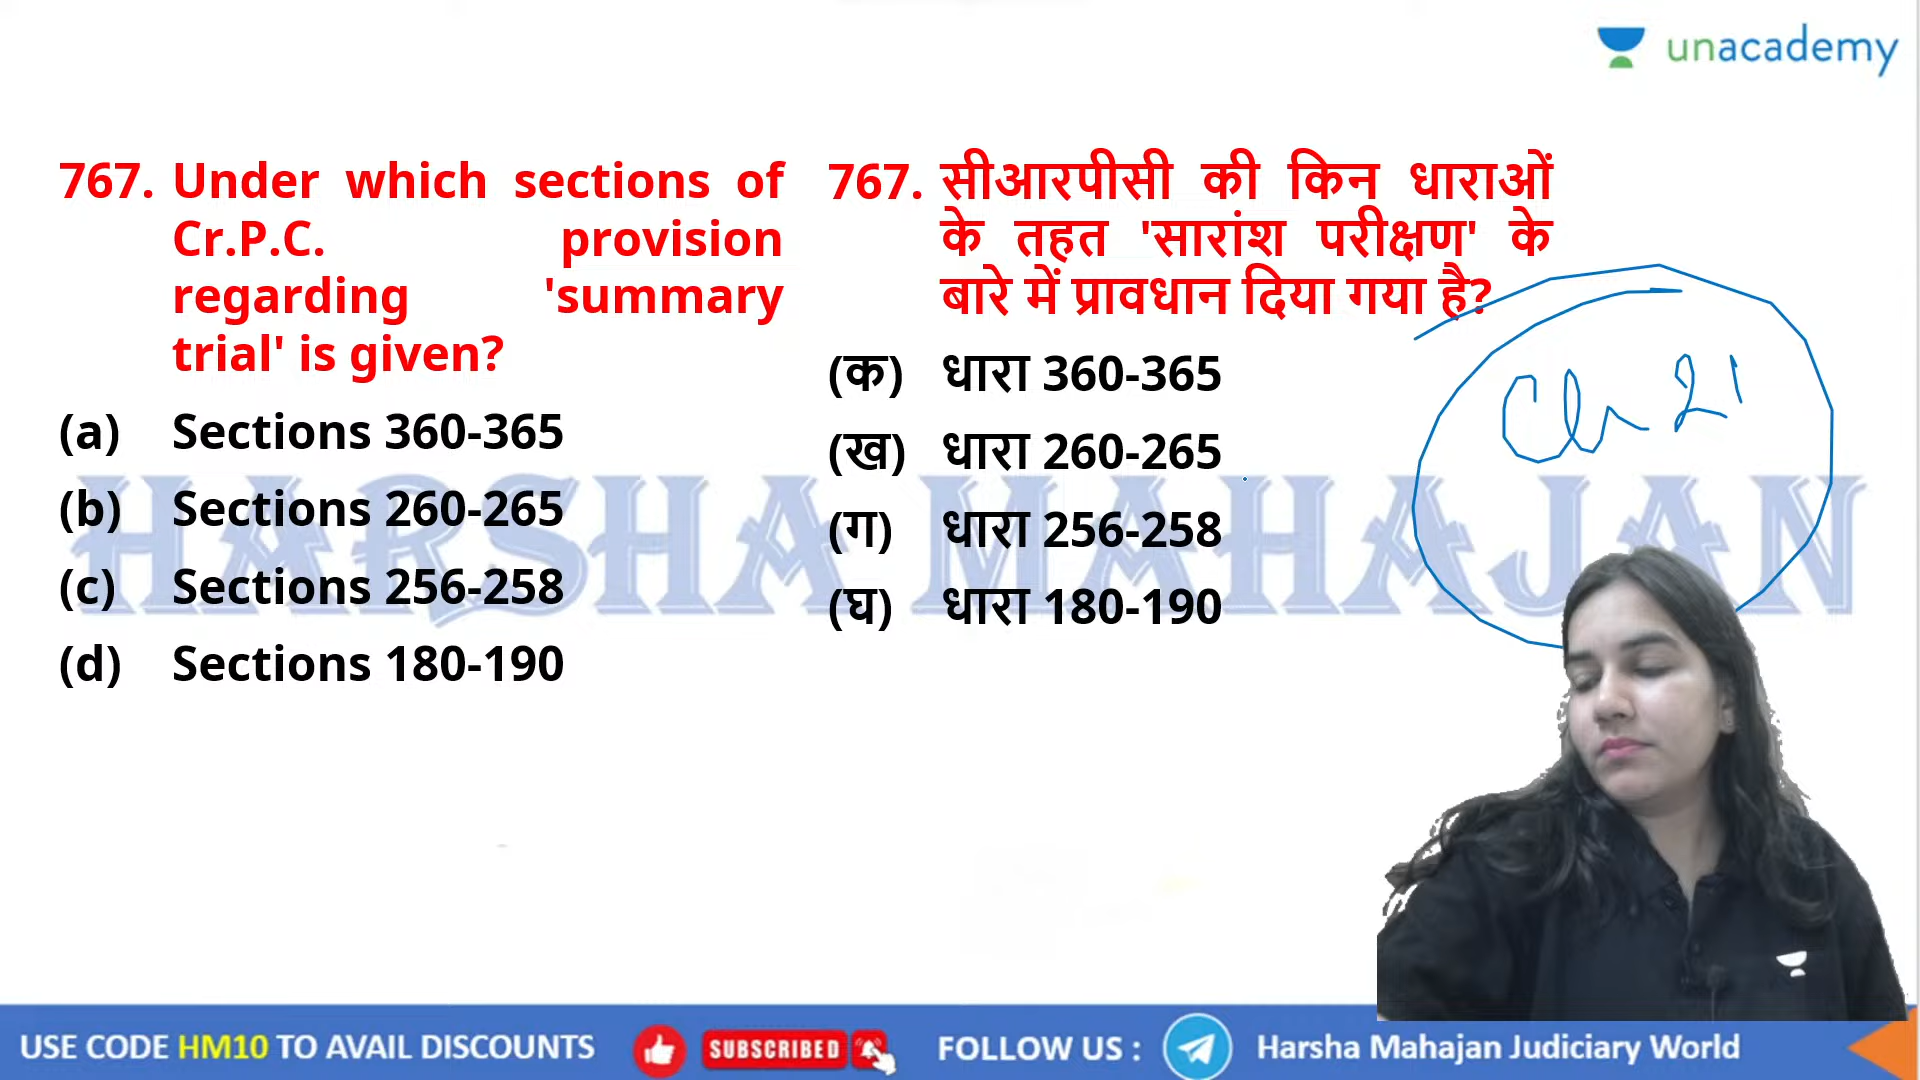 unacademy
767. Under which sections of
Cr.P.C. provision
regarding 'summary
trial' is given?
(a) Sections 360-365
(b) Sections 260-265
(c) Sections 256-258
(d) Sections 180-190
767. सीआरपीसी की किन धाराओं
के तहत 'सारांश परीक्षण' के
बारे में प्रावधान दिया गया है?
(क) धारा 360-365
(ख) धारा 260-265
(ग) धारा 256-258
(घ) धारा 180-190
Ch 21
HARSHA MAHAJAN
USE CODE HM10 TO AVAIL DISCOUNTS
SUBSCRIBED
FOLLOW US :
Harsha Mahajan Judiciary World